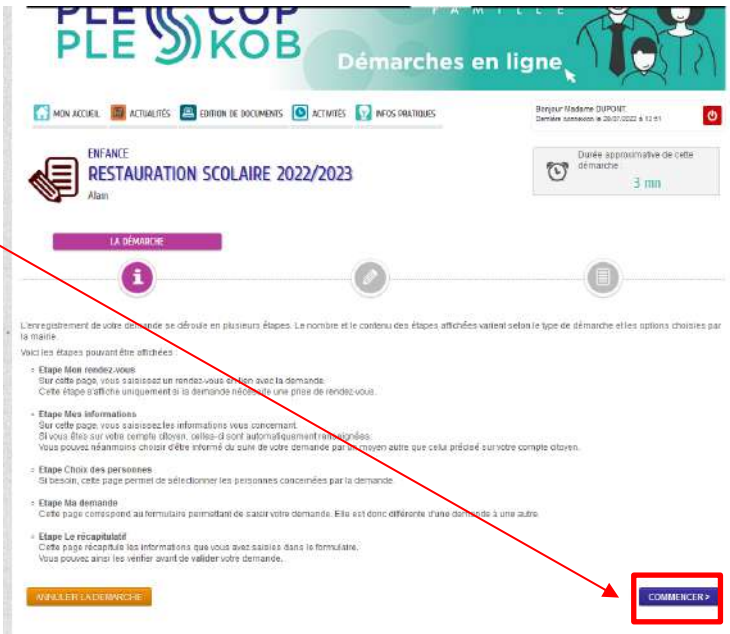 PLE COP
PLE SKOB
FAMILLE
Démarches en ligne
MON ACCUEIL ACTUALITÉS EDITION DE DOCUMENTS ACTIVITÉS INFOS PRATIQUES
Bonjour Madame DUPONT.
Dernière connexion le 29/07/2022 à
ENFANCE
RESTAURATION SCOLAIRE 2022/2023
Alain
Durée approximative de cette
démarche
3 mn
LA DÉMARCHE
L'enregistrement de votre demande se déroule en plusieurs étapes. Le nombre et le contenu des étapes affichées varient selon le type de démarche et les options choisies par
la mairie.
Voici les étapes pouvant être affichées :
Etape Mon rendez-vous
Sur cette page, vous saisissez un rendez-vous en lien avec la demande.
Cette étape s'affiche uniquement si la demande nécessite une prise de rendez-vous.
Etape Mes informations
Sur cette page, vous saisissez les informations vous concernant.
Si vous êtes sur votre compte citoyen, celles-ci sont automatiquement renseignées.
Vous pouvez néanmoins choisir d'être informé du suivi de votre demande par un moyen autre que celui précisé sur votre compte citoyen.
Etape Choix des personnes
Si besoin, cette page permet de sélectionner les personnes concernées par la demande.
Etape Ma demande
Cette page correspond au formulaire permettant de saisir votre demande. Elle est donc différente d'une demande à une autre.
Etape Le récapitulatif
Cette page récapitule les informations que vous avez saisies dans le formulaire.
Vous pouvez ainsi les vérifier avant de valider votre demande.
ANNULER LA DEMARCHE
COMMENCER >